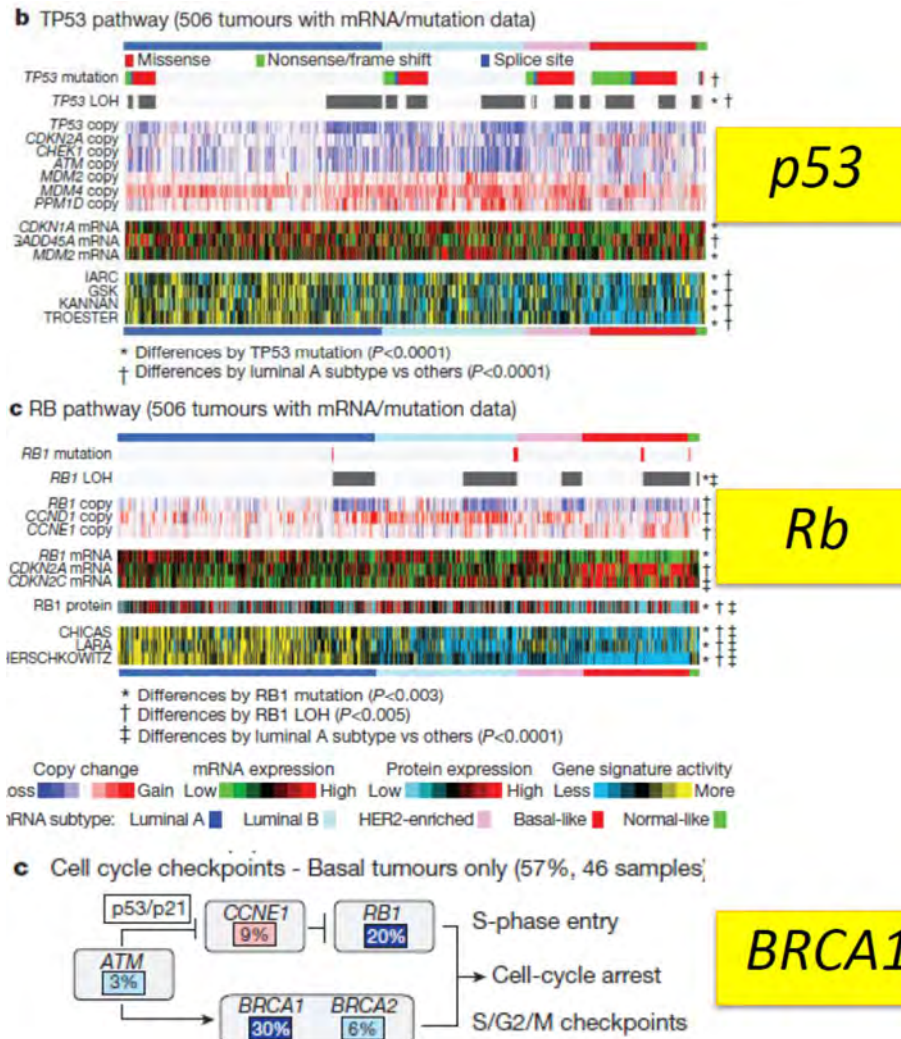 b TP53 pathway (506 tumours with mRNA/mutation data)
Missense Nonsense/frame shift Splice site
TP53 mutation †
TP53 LOH * †
TP53 copy
CDKN2A copy
CHEK1 copy
ATM copy
MDM2 copy
MDM4 copy
PPM1D copy
p53
CDKN1A mRNA *
GADD45A mRNA †
MDM2 mRNA *
IARC * †
GSK * †
KANNAN * †
TROESTER * †
* Differences by TP53 mutation (P<0.0001)
† Differences by luminal A subtype vs others (P<0.0001)
c RB pathway (506 tumours with mRNA/mutation data)
RB1 mutation
RB1 LOH *‡
RB1 copy †
CCND1 copy †
CCNE1 copy †
Rb
RB1 mRNA *
CDKN2A mRNA †
CDKN2C mRNA ‡
RB1 protein * † ‡
CHICAS * † ‡
LARA * † ‡
HERSCHKOWITZ * † ‡
* Differences by RB1 mutation (P<0.003)
† Differences by RB1 LOH (P<0.005)
‡ Differences by luminal A subtype vs others (P<0.0001)
Copy change mRNA expression Protein expression Gene signature activity
Loss Gain Low High Low High Less More
mRNA subtype: Luminal A Luminal B HER2-enriched Basal-like Normal-like
c Cell cycle checkpoints - Basal tumours only (57%, 46 samples)
p53/p21 CCNE1 RB1 S-phase entry
9% 20%
ATM
3%
Cell-cycle arrest
BRCA1
BRCA1 BRCA2 S/G2/M checkpoints
30% 6%